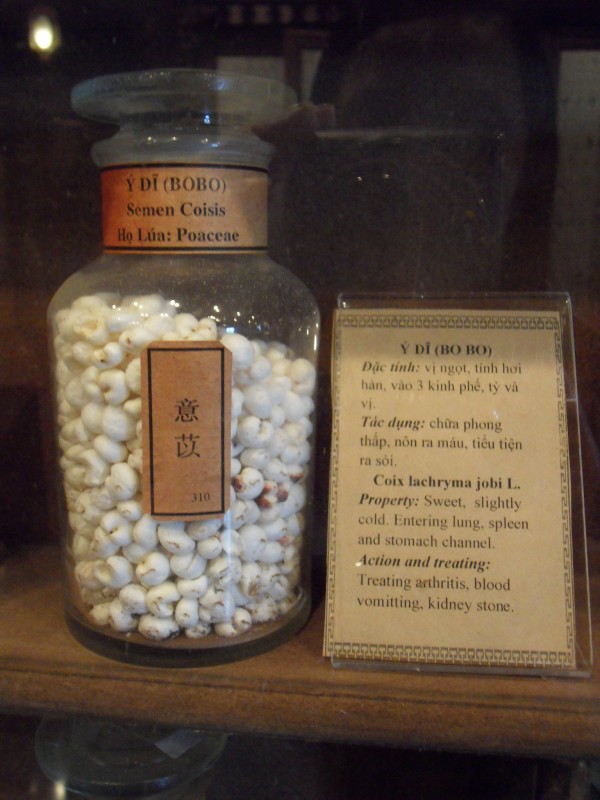 Ý DĨ (BOBO)
Semen Coisis
Họ Lúa: Poaceae
意
苡
310
Ý DĨ (BO BO)
Đặc tính: vị ngọt, tính hơi
hàn, vào 3 kinh phế, tỳ và
vị.
Tác dụng: chữa phong
thấp, nôn ra máu, tiểu tiện
ra sỏi.
Coix lachryma jobi L.
Property: Sweet, slightly
cold. Entering lung, spleen
and stomach channel.
Action and treating:
Treating arthritis, blood
vomitting, kidney stone.